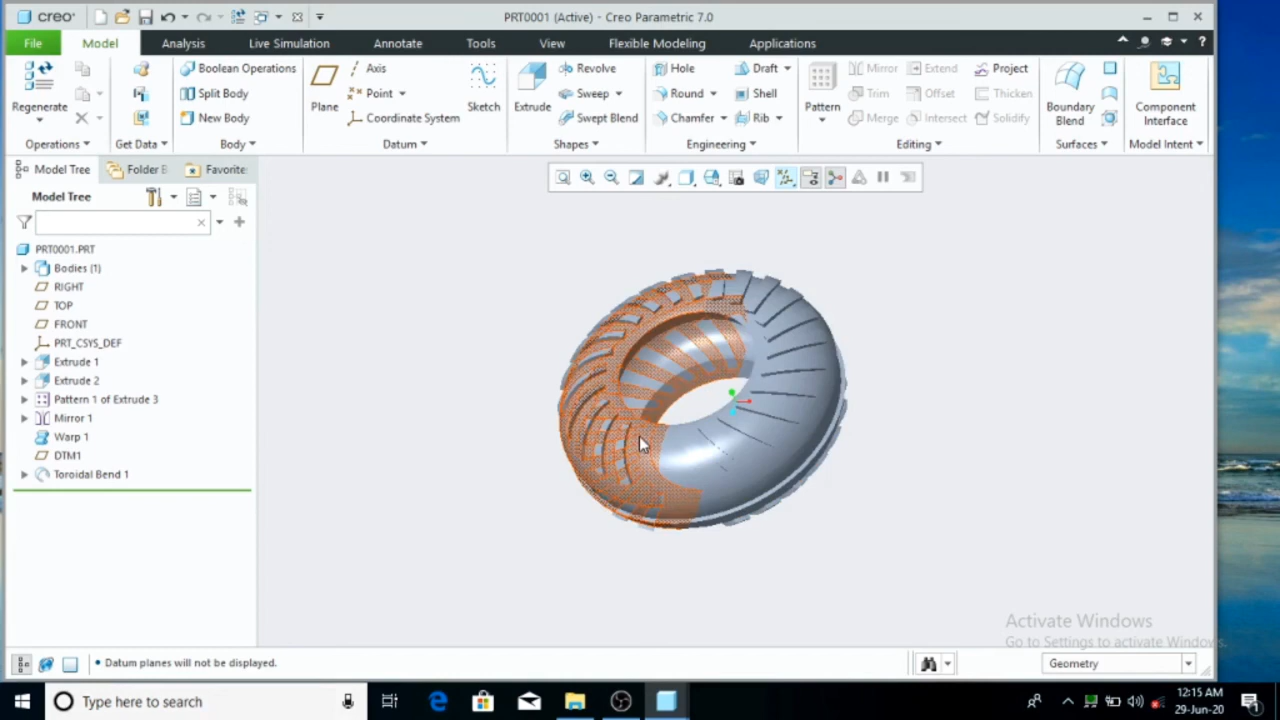 creo
PRT0001 (Active) - Creo Parametric 7.0
File
Model
Analysis
Live Simulation
Annotate
Tools
View
Flexible Modeling
Applications
Regenerate
Operations
Get Data
Boolean Operations
Split Body
New Body
Body
Plane
Axis
Point
Coordinate System
Sketch
Datum
Extrude
Revolve
Sweep
Swept Blend
Shapes
Hole
Round
Chamfer
Draft
Shell
Rib
Engineering
Pattern
Mirror
Extend
Project
Trim
Offset
Thicken
Merge
Intersect
Solidify
Editing
Boundary
Blend
Surfaces
Component
Interface
Model Intent
Model Tree
Folder B
Favorite
Model Tree
PRT0001.PRT
Bodies (1)
RIGHT
TOP
FRONT
PRT_CSYS_DEF
Extrude 1
Extrude 2
Pattern 1 of Extrude 3
Mirror 1
Warp 1
DTM1
Toroidal Bend 1
Activate Windows
Go to Settings to activate Windows.
• Datum planes will not be displayed.
Geometry
Type here to search
12:15 AM
29-Jun-20
1